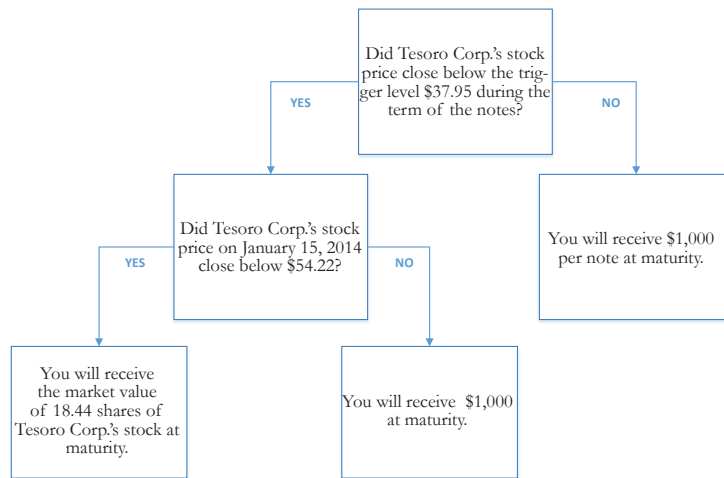 Did Tesoro Corp.'s stock
price close below the trig-
ger level $37.95 during the
term of the notes?
YES
NO
Did Tesoro Corp.'s stock
price on January 15, 2014
close below $54.22?
You will receive $1,000
per note at maturity.
YES
NO
You will receive
the market value
of 18.44 shares of
Tesoro Corp.'s stock at
maturity.
You will receive $1,000
at maturity.